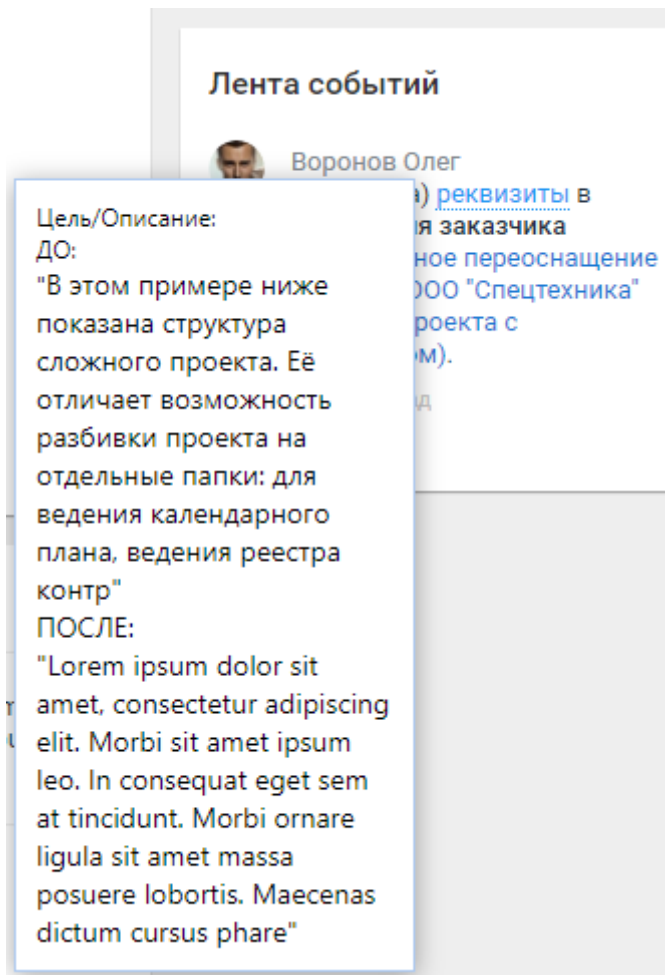 Лента событий
Воронов Олег
а) реквизиты в
я заказчика
ное переоснащение
ООО "Спецтехника"
роекта с
ом).
ад
Цель/Описание:
ДО:
"В этом примере ниже
показана структура
сложного проекта. Её
отличает возможность
разбивки проекта на
отдельные папки: для
ведения календарного
плана, ведения реестра
контр"
ПОСЛЕ:
"Lorem ipsum dolor sit
amet, consectetur adipiscing
elit. Morbi sit amet ipsum
leo. In consequat eget sem
at tincidunt. Morbi ornare
ligula sit amet massa
posuere lobortis. Maecenas
dictum cursus phare"